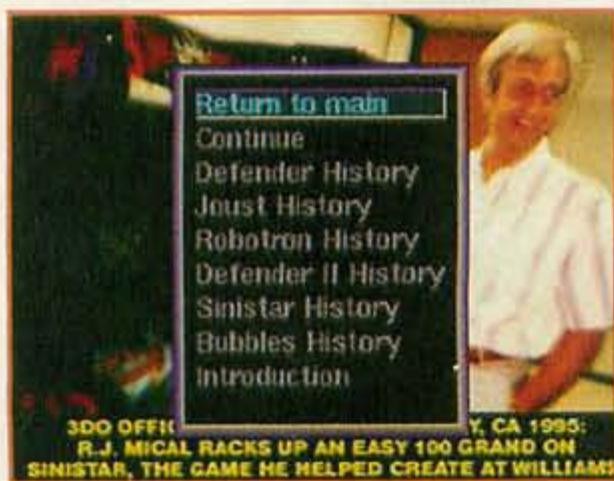 Return to main
Continue
Defender History
Joust History
Robotron History
Defender II History
Sinistar History
Bubbles History
Introduction
3DO OFFIC Y, CA 1995:
R.J. MICAL RACKS UP AN EASY 100 GRAND ON
SINISTAR, THE GAME HE HELPED CREATE AT WILLIAMS